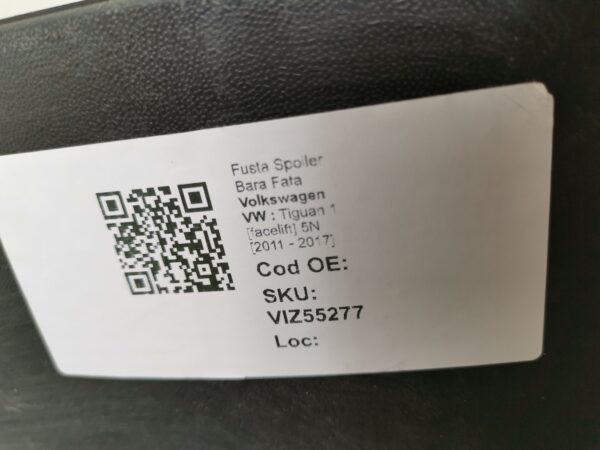 Fusta Spoiler
Bara Fata
Volkswagen
VW : Tiguan 1
[facelift] 5N
[2011 - 2017]
Cod OE:
SKU:
VIZ55277
Loc: